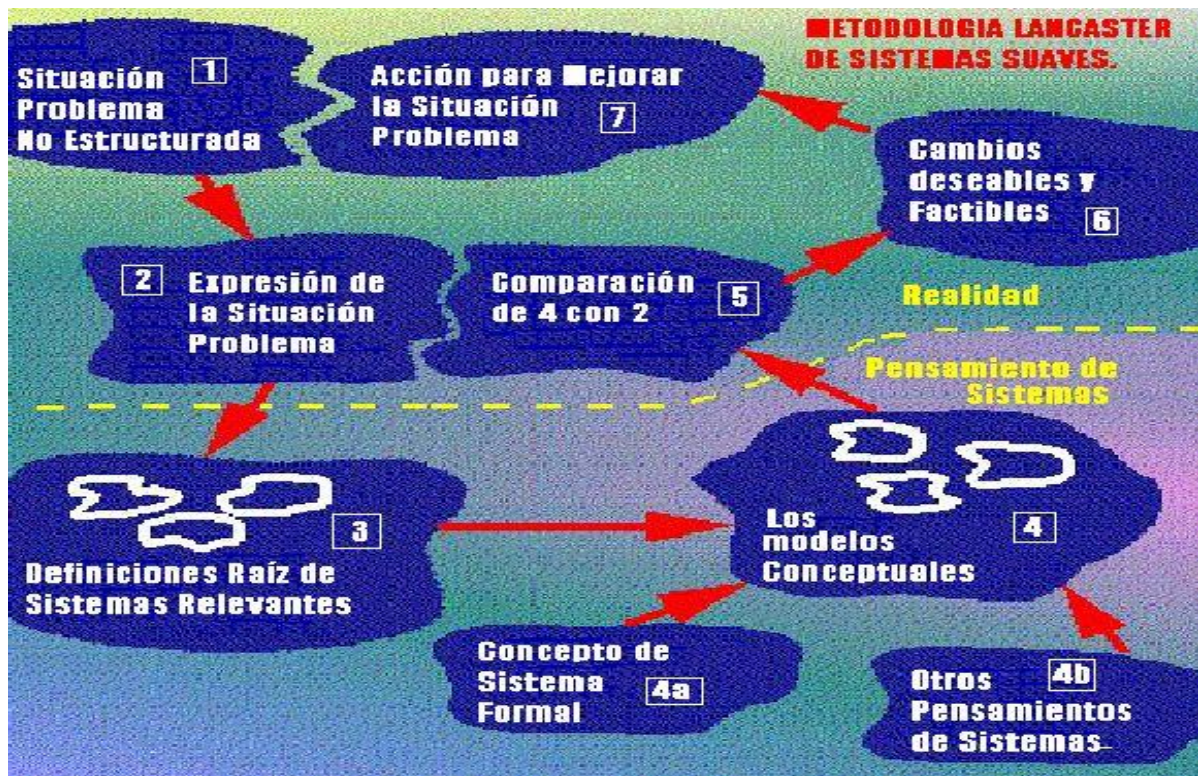 METODOLOGIA LANCASTER
DE SISTEMAS SUAVES.
Situación 1
Problema
No Estructurada
Acción para Mejorar
la Situación 7
Problema
Cambios
deseables y
Factibles 6
2 Expresión de
la Situación
Problema
Comparación 5
de 4 con 2
Realidad
Pensamiento de
Sistemas
3
Definiciones Raíz de
Sistemas Relevantes
Los 4
modelos
Conceptuales
Concepto de
Sistema 4a
Formal
Otros 4b
Pensamientos
de Sistemas